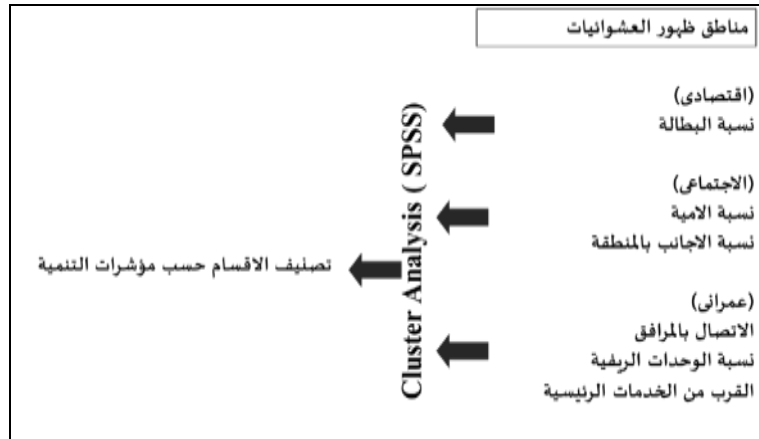 مناطق ظهور العشوائيات
(اقتصادى)
نسبة البطالة
(الاجتماعى)
نسبة الامية
نسبة الاجانب بالمنطقة
(عمرانى)
الاتصال بالمرافق
نسبة الوحدات الريفية
القرب من الخدمات الرئيسية
Cluster Analysis ( SPSS)
تصنيف الاقسام حسب مؤشرات التنمية